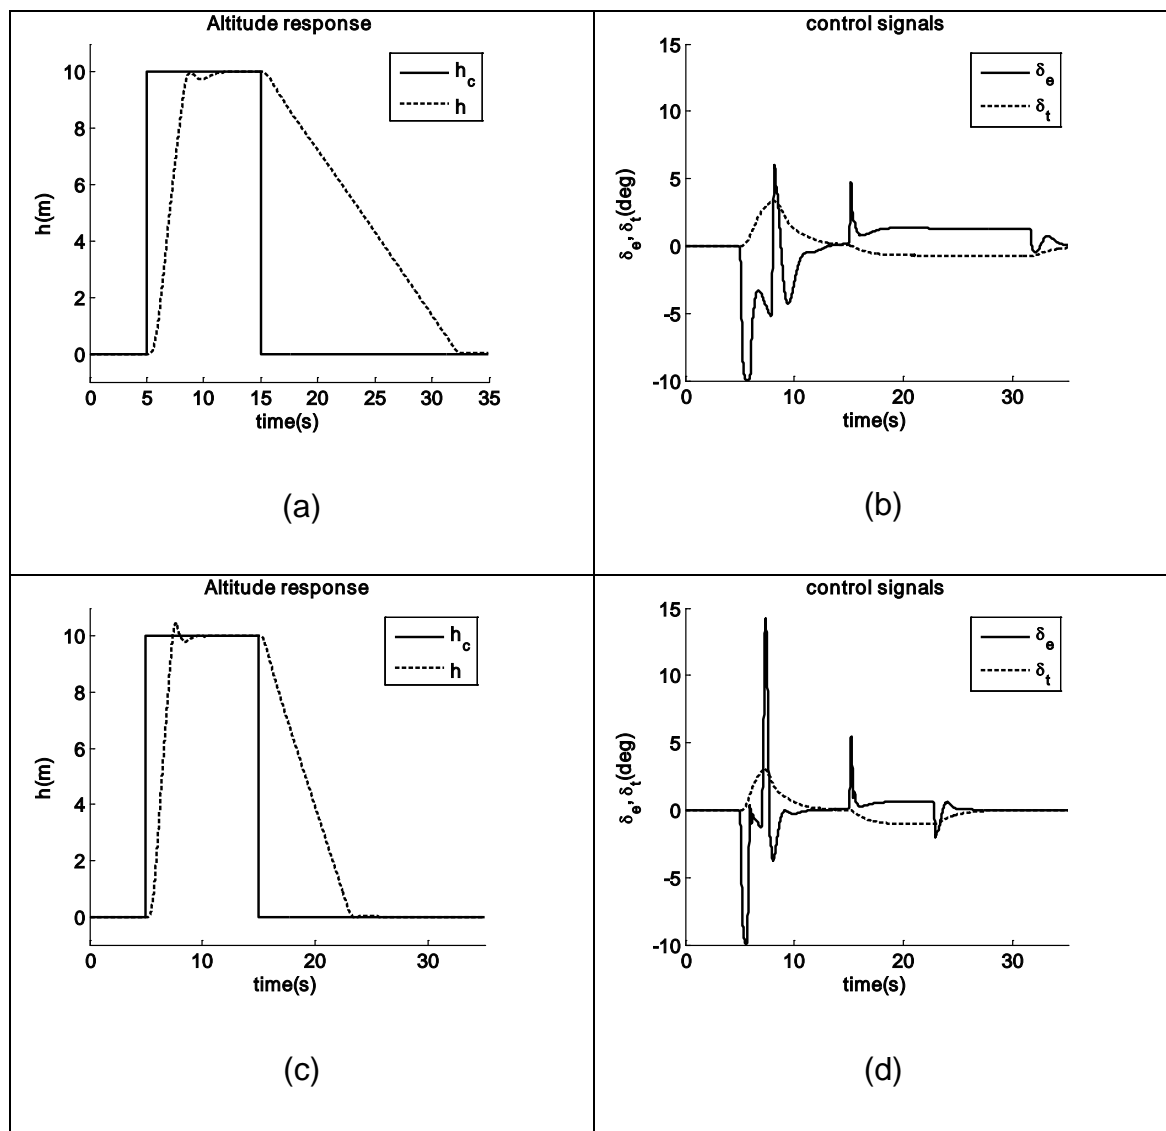 Altitude response
h_c
h
h(m)
10
8
6
4
2
0
0 5 10 15 20 25 30 35
time(s)
(a)
control signals
δ_e
δ_t
δ_e, δ_t(deg)
15
10
5
0
-5
-10
0 10 20 30
time(s)
(b)
Altitude response
h_c
h
h(m)
10
8
6
4
2
0
0 10 20 30
time(s)
(c)
control signals
δ_e
δ_t
δ_e, δ_t(deg)
15
10
5
0
-5
-10
0 10 20 30
time(s)
(d)